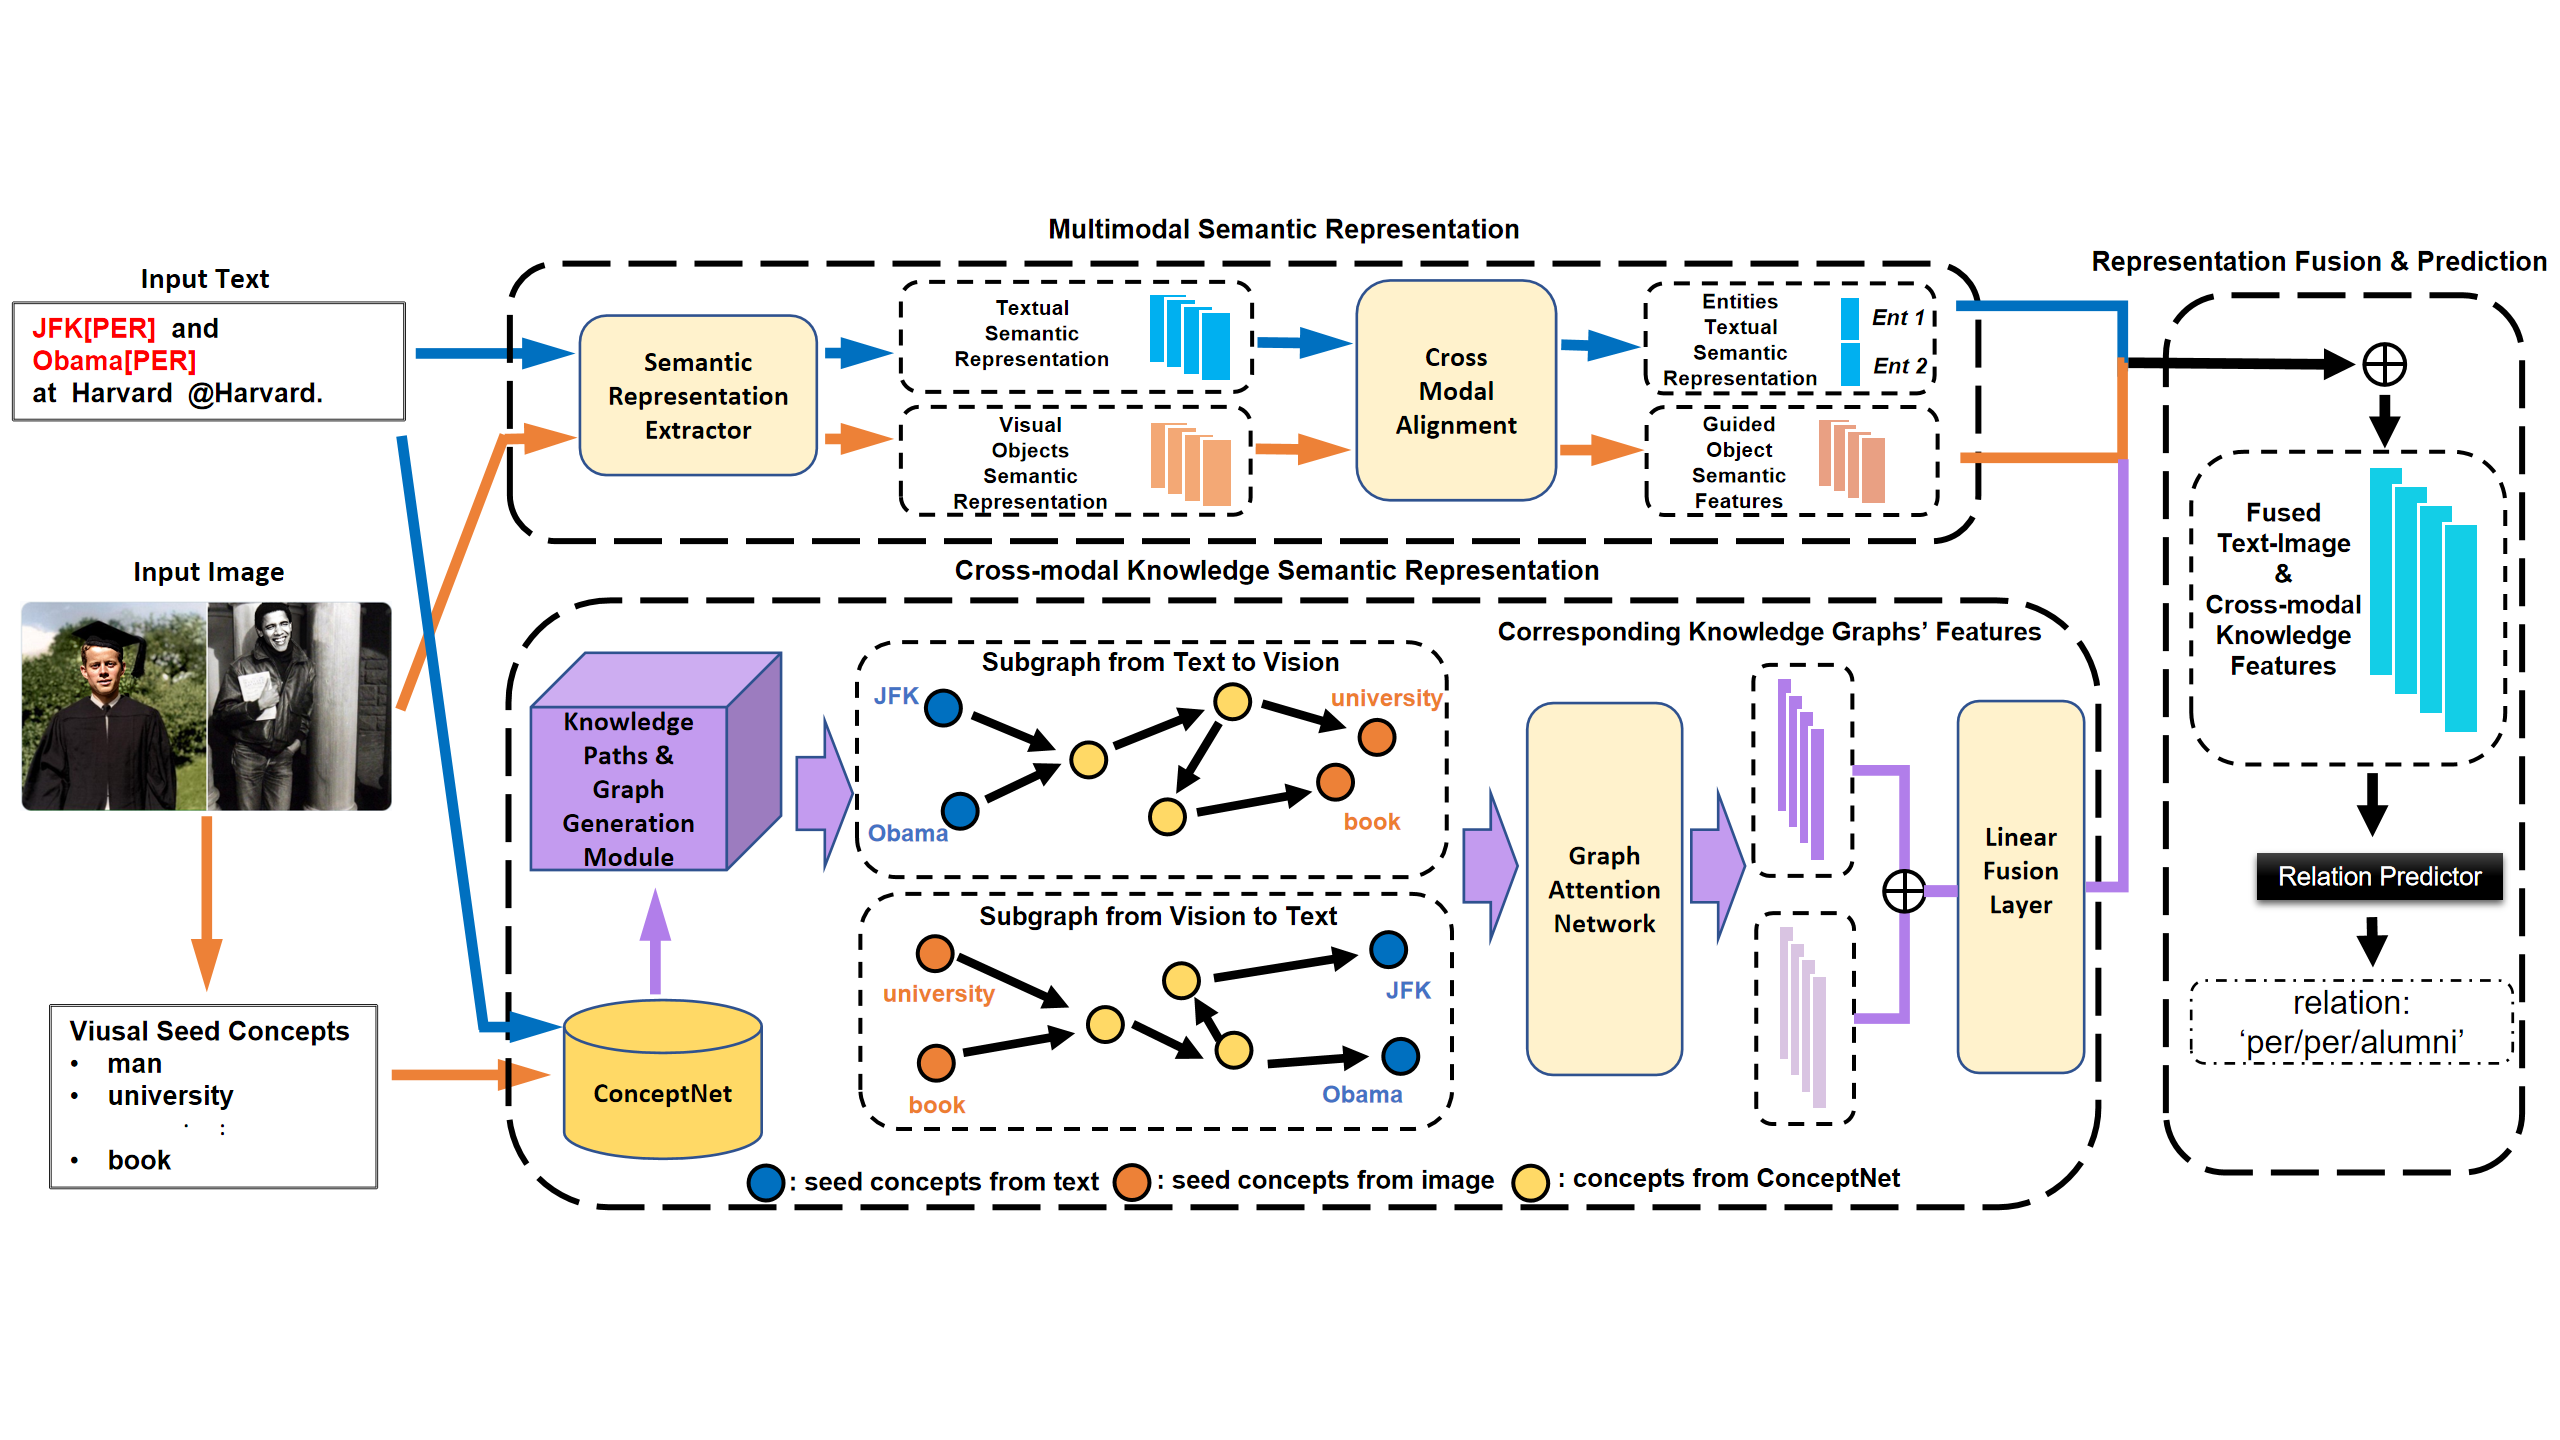 Multimodal Semantic Representation
Representation Fusion & Prediction
Input Text
JFK[PER] and
Obama[PER]
at Harvard @Harvard.
Semantic
Representation
Extractor
Textual
Semantic
Representation
Visual
Objects
Semantic
Representation
Cross
Modal
Alignment
Entities
Textual
Semantic
Representation
Ent 1
Ent 2
Guided
Object
Semantic
Features
Input Image
Viusal Seed Concepts
• man
• university
· :
• book
Cross-modal Knowledge Semantic Representation
Knowledge
Paths &
Graph
Generation
Module
ConceptNet
Subgraph from Text to Vision
JFK
Obama
university
book
Subgraph from Vision to Text
university
book
JFK
Obama
Graph
Attention
Network
Corresponding Knowledge Graphs’ Features
Linear
Fusion
Layer
: seed concepts from text
: seed concepts from image
: concepts from ConceptNet
Fused
Text-Image
&
Cross-modal
Knowledge
Features
Relation Predictor
relation:
‘per/per/alumni’